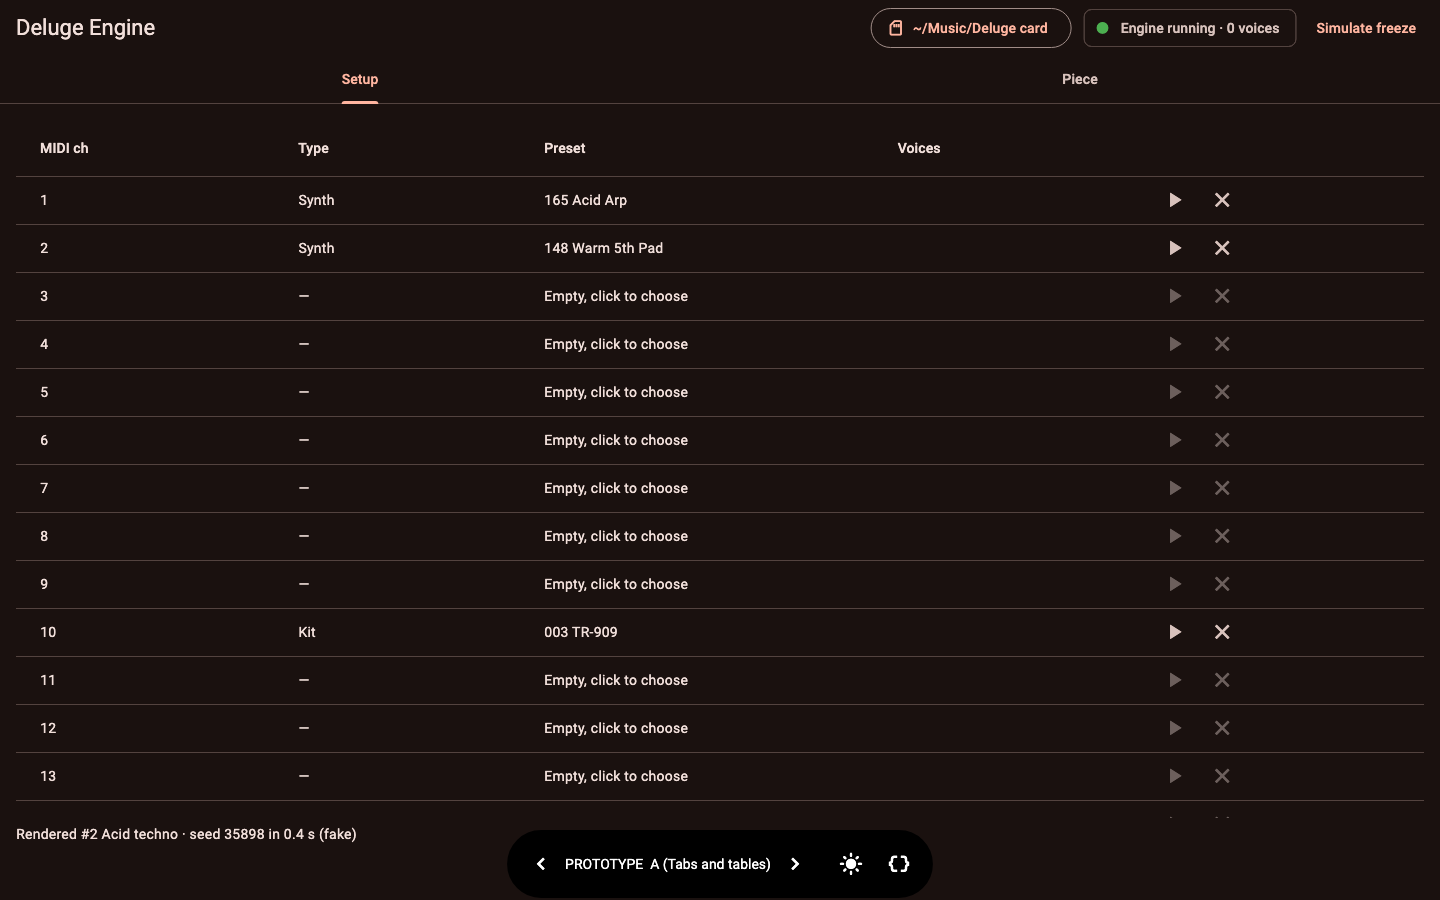 Deluge Engine
~/Music/Deluge card
Engine running · 0 voices
Simulate freeze
Setup
Piece
MIDI ch Type Preset Voices
1 Synth 165 Acid Arp
2 Synth 148 Warm 5th Pad
3 – Empty, click to choose
4 – Empty, click to choose
5 – Empty, click to choose
6 – Empty, click to choose
7 – Empty, click to choose
8 – Empty, click to choose
9 – Empty, click to choose
10 Kit 003 TR-909
11 – Empty, click to choose
12 – Empty, click to choose
13 – Empty, click to choose
Rendered #2 Acid techno · seed 35898 in 0.4 s (fake)
PROTOTYPE A (Tabs and tables)